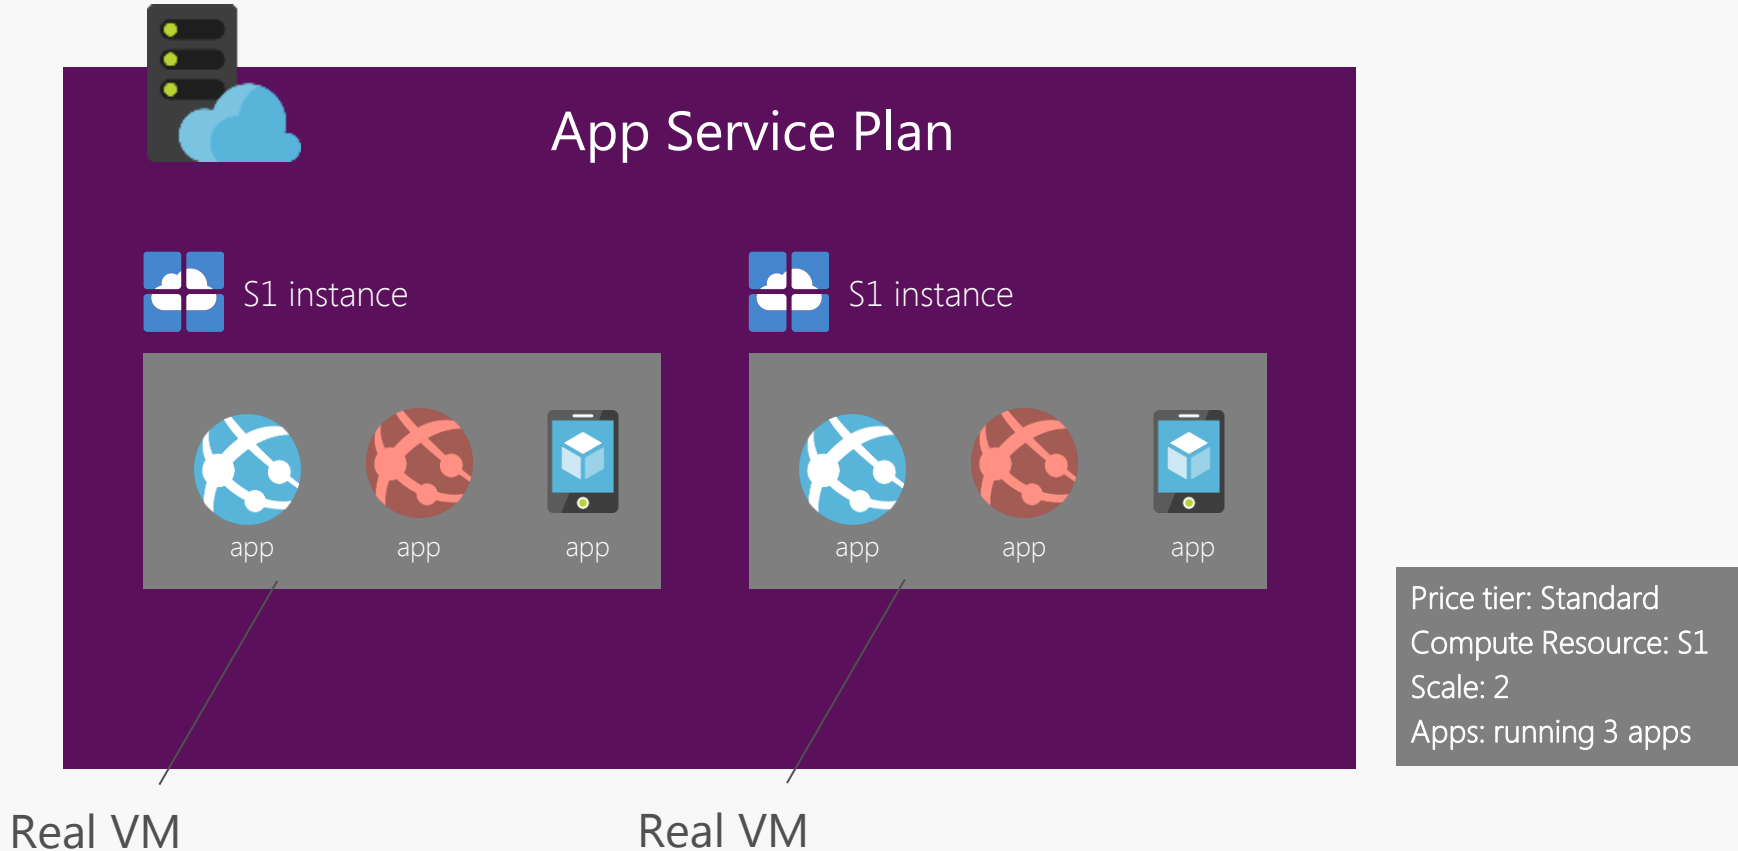 App Service Plan
S1 instance
S1 instance
app
app
app
app
app
app
Price tier: Standard
Compute Resource: S1
Scale: 2
Apps: running 3 apps
Real VM
Real VM